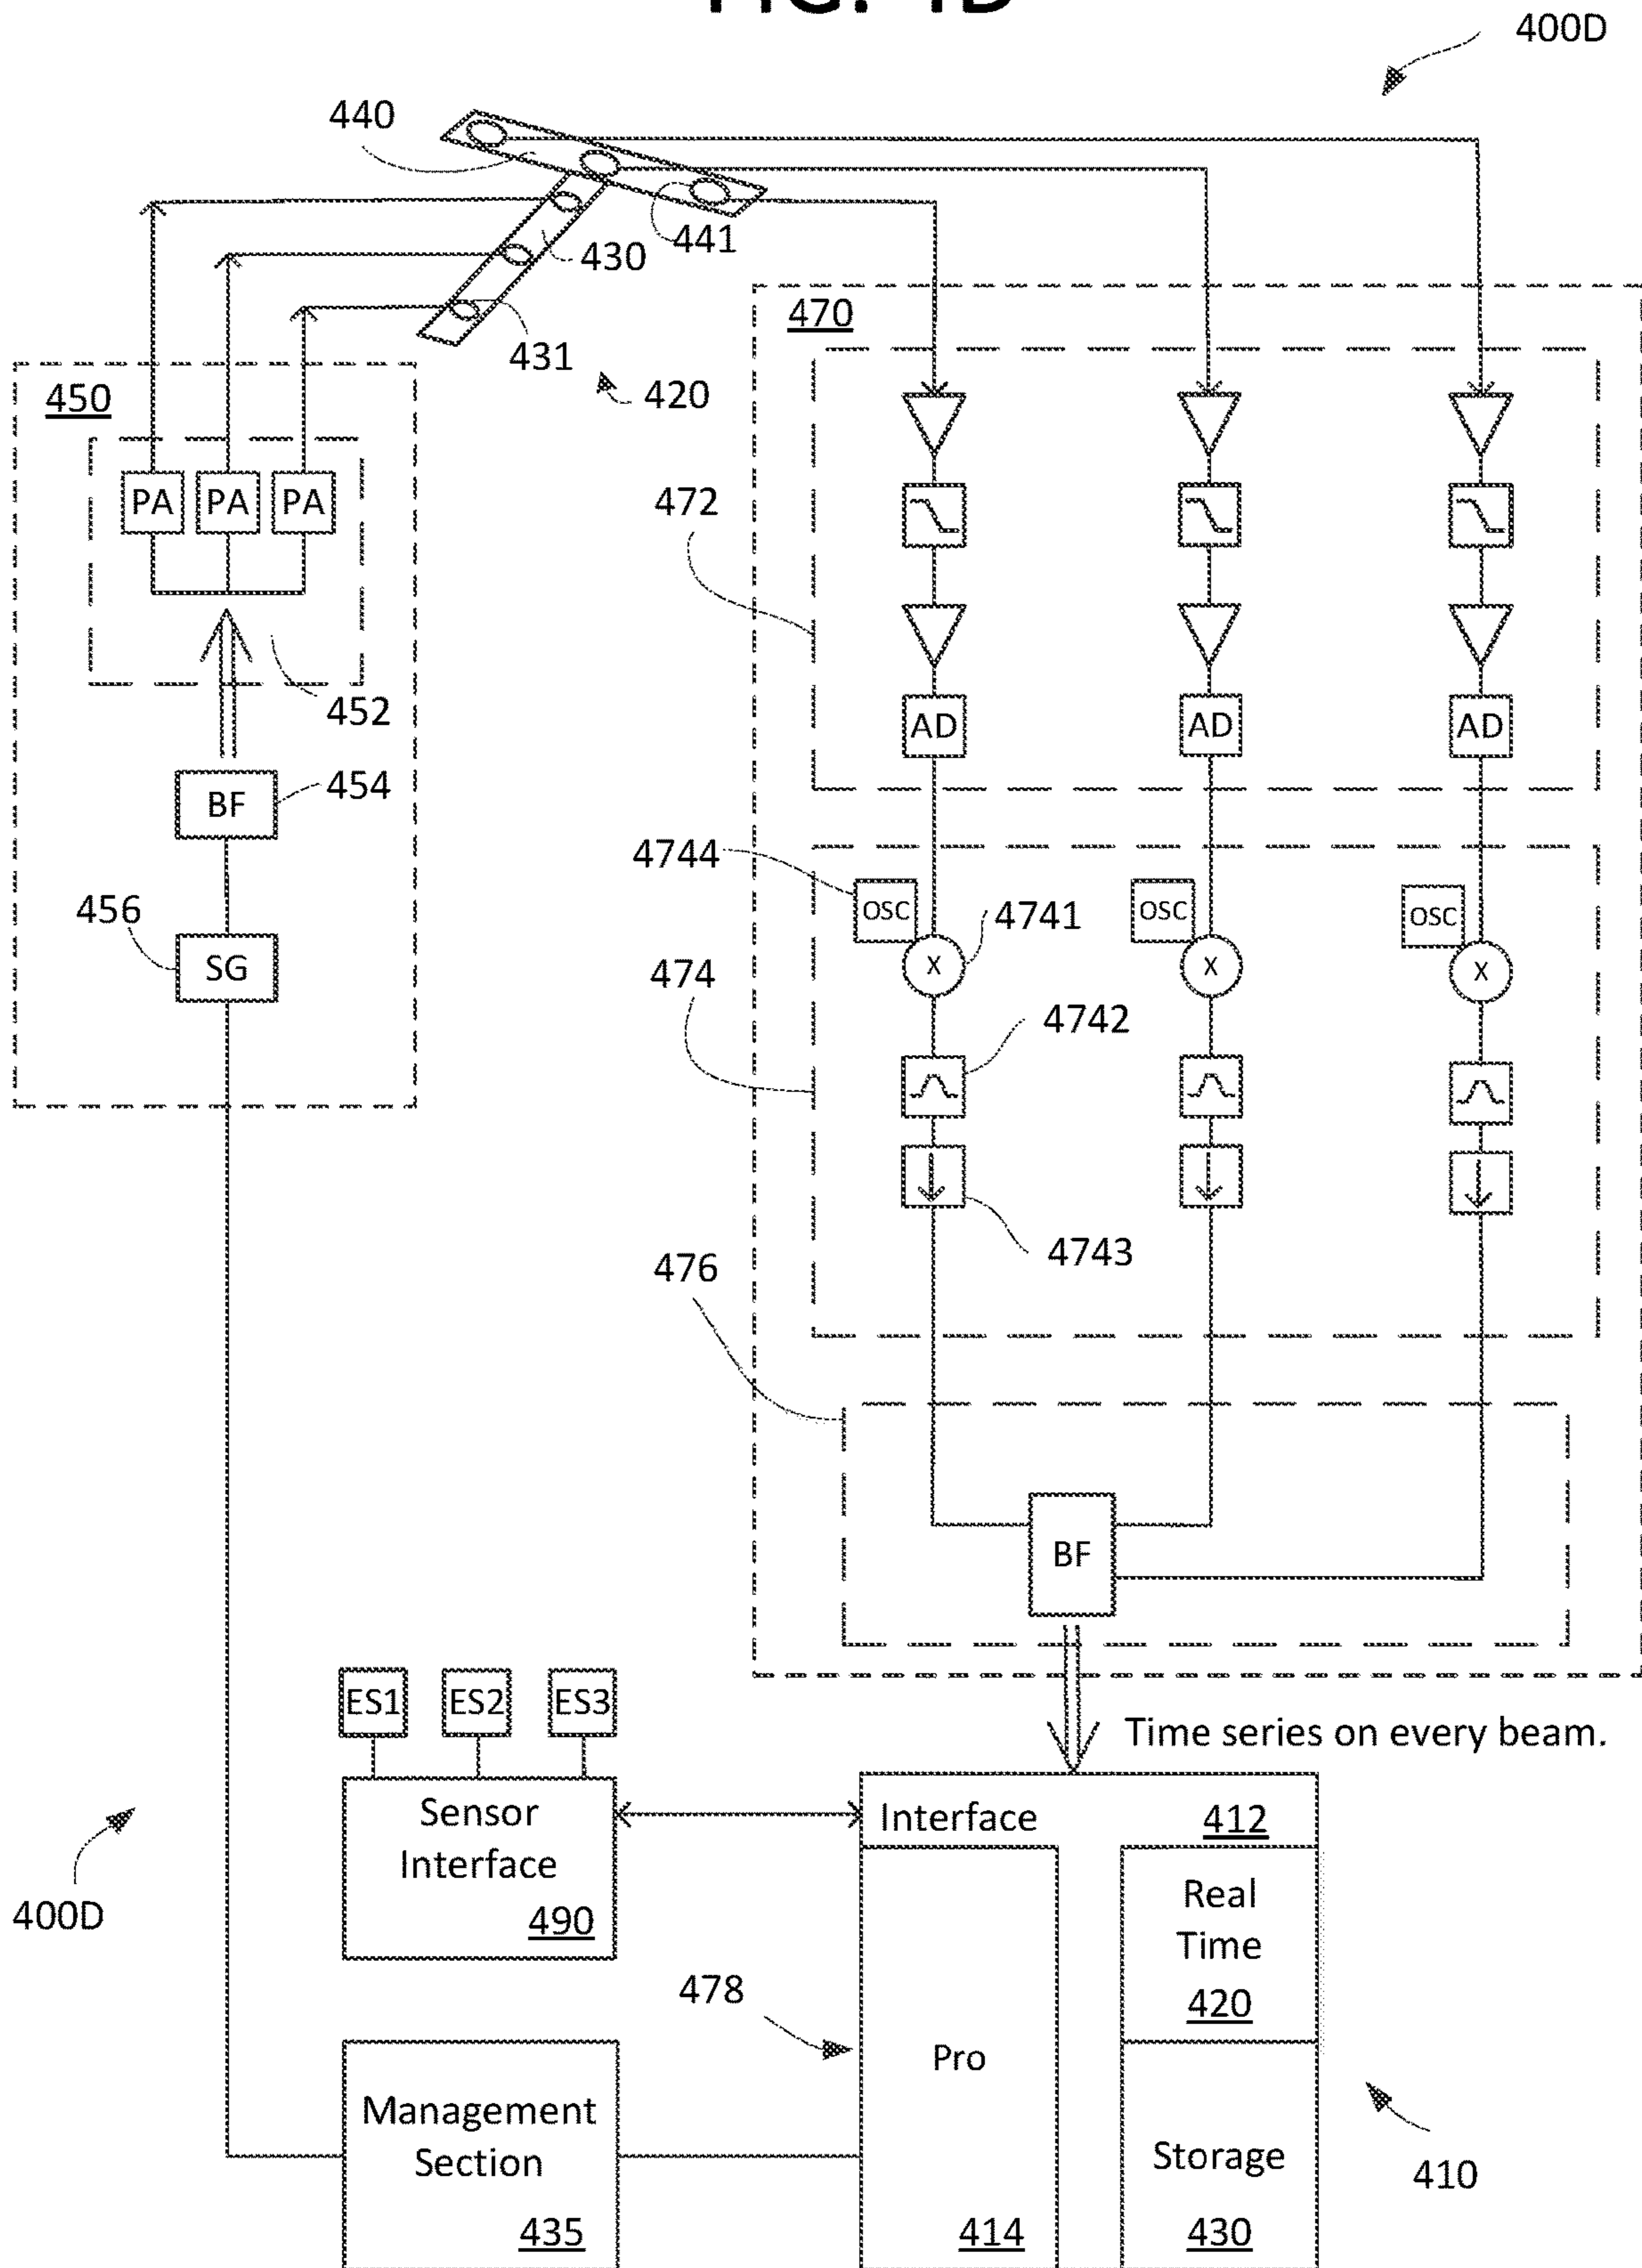 400D
440
441
430
431
420
470
450
PA PA PA
472
452
AD AD AD
BF
454
4744
OSC OSC OSC
4741
X X X
456
SG
474
4742
4743
476
BF
ES1 ES2 ES3
Time series on every beam.
Sensor
Interface
490
Interface
412
Real
Time
420
400D
478
Pro
414
Management
Section
435
Storage
430
410